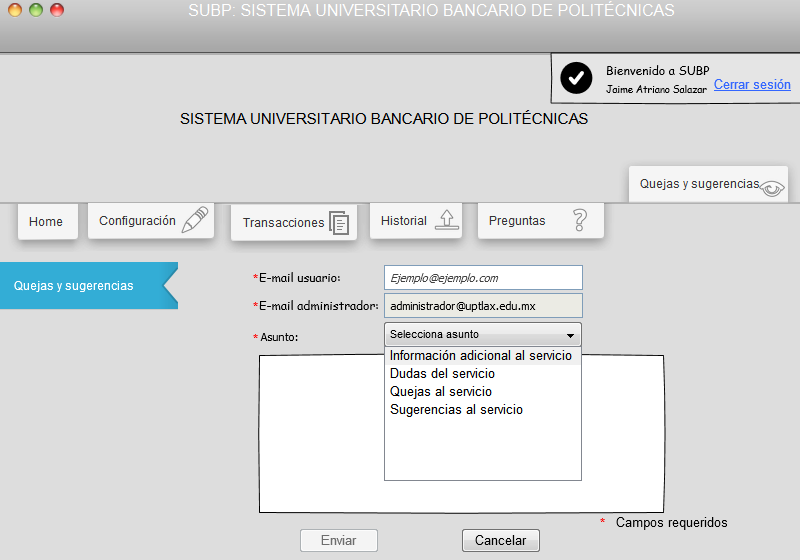 SUBP: SISTEMA UNIVERSITARIO BANCARIO DE POLITÉCNICAS
Bienvenido a SUBP
Jaime Atriano Salazar Cerrar sesión
SISTEMA UNIVERSITARIO BANCARIO DE POLITÉCNICAS
Quejas y sugerencias
Home Configuración Transacciones Historial Preguntas
Quejas y sugerencias
*E-mail usuario: Ejemplo@ejemplo.com
*E-mail administrador: administrador@uptlax.edu.mx
*Asunto: Selecciona asunto
Información adicional al servicio
Dudas del servicio
Quejas al servicio
Sugerencias al servicio
* Campos requeridos
Enviar Cancelar